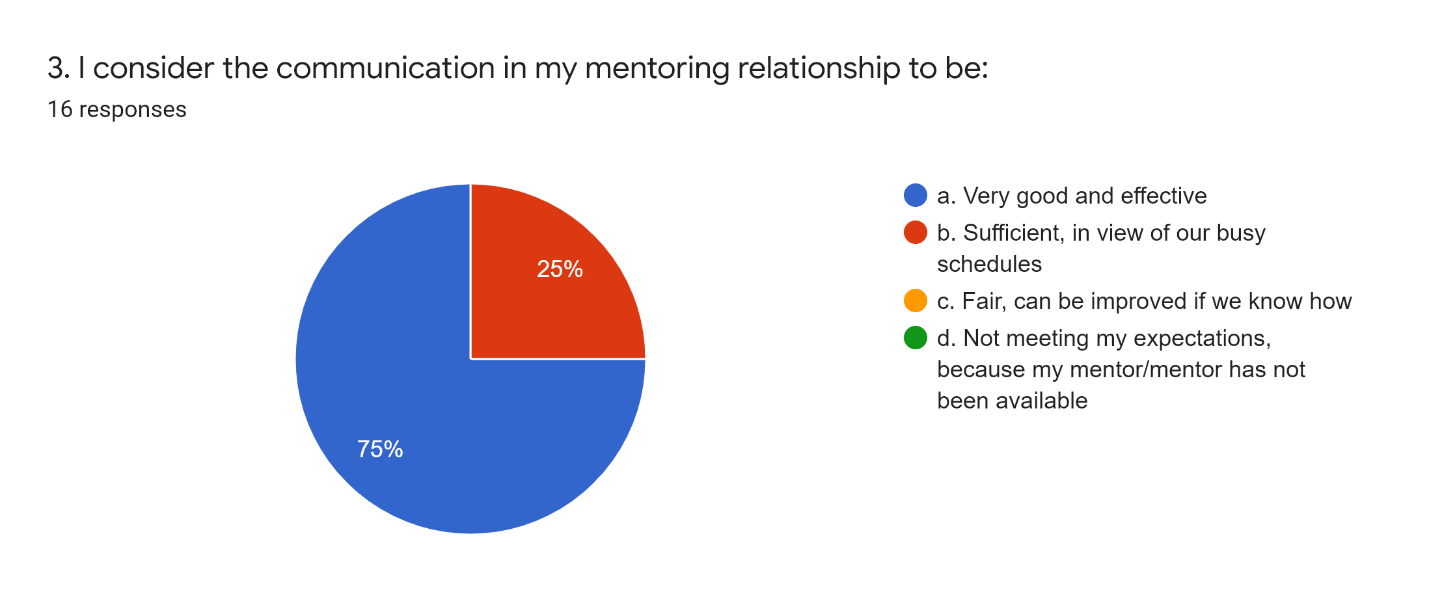 3. I consider the communication in my mentoring relationship to be:
16 responses
25%
75%
a. Very good and effective
b. Sufficient, in view of our busy
schedules
c. Fair, can be improved if we know how
d. Not meeting my expectations,
because my mentor/mentor has not
been available